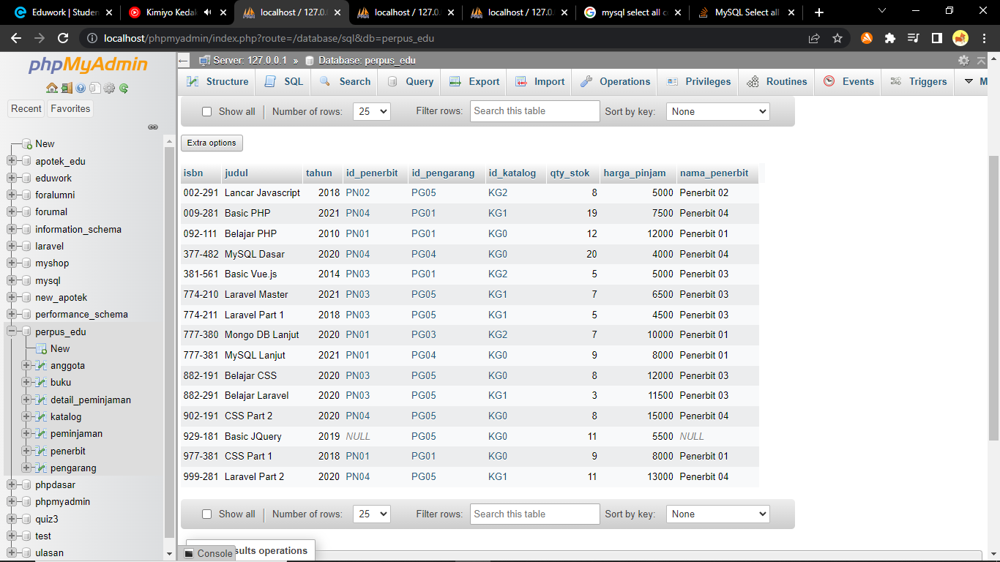 Eduwork | Studen
Kimiyo Kedak
localhost / 127.0.
localhost / 127.0.
localhost / 127.0.
mysql select all c
MySQL Select all
localhost/phpmyadmin/index.php?route=/database/sql&db=perpus_edu
phpMyAdmin
Recent
Favorites
New
apotek_edu
eduwork
foralumni
forumal
information_schema
laravel
myshop
mysql
new_apotek
performance_schema
perpus_edu
New
anggota
buku
detail_peminjaman
katalog
peminjaman
penerbit
pengarang
phpdasar
phpmyadmin
quiz3
test
ulasan
Server: 127.0.0.1 » Database: perpus_edu
Structure SQL Search Query Export Import Operations Privileges Routines Events Triggers M
Show all Number of rows: 25 Filter rows: Search this table Sort by key: None
Extra options
isbn judul tahun id_penerbit id_pengarang id_katalog qty_stok harga_pinjam nama_penerbit
002-291 Lancar Javascript 2018 PN02 PG05 KG2 8 5000 Penerbit 02
009-281 Basic PHP 2021 PN04 PG01 KG1 19 7500 Penerbit 04
092-111 Belajar PHP 2010 PN01 PG01 KG0 12 12000 Penerbit 01
377-482 MySQL Dasar 2020 PN04 PG04 KG0 20 4000 Penerbit 04
381-561 Basic Vue.js 2014 PN03 PG01 KG2 5 5000 Penerbit 03
774-210 Laravel Master 2021 PN03 PG05 KG1 7 6500 Penerbit 03
774-211 Laravel Part 1 2018 PN03 PG05 KG1 5 4500 Penerbit 03
777-380 Mongo DB Lanjut 2020 PN01 PG03 KG2 7 10000 Penerbit 01
777-381 MySQL Lanjut 2021 PN01 PG04 KG0 9 8000 Penerbit 01
882-191 Belajar CSS 2020 PN03 PG05 KG0 8 12000 Penerbit 03
882-291 Belajar Laravel 2020 PN03 PG05 KG1 3 11500 Penerbit 03
902-191 CSS Part 2 2020 PN04 PG05 KG0 8 15000 Penerbit 04
929-181 Basic JQuery 2019 NULL PG05 KG0 11 5500 NULL
977-381 CSS Part 1 2018 PN01 PG01 KG0 9 8000 Penerbit 01
999-281 Laravel Part 2 2020 PN04 PG05 KG1 11 13000 Penerbit 04
Show all Number of rows: 25 Filter rows: Search this table Sort by key: None
Console sults operations